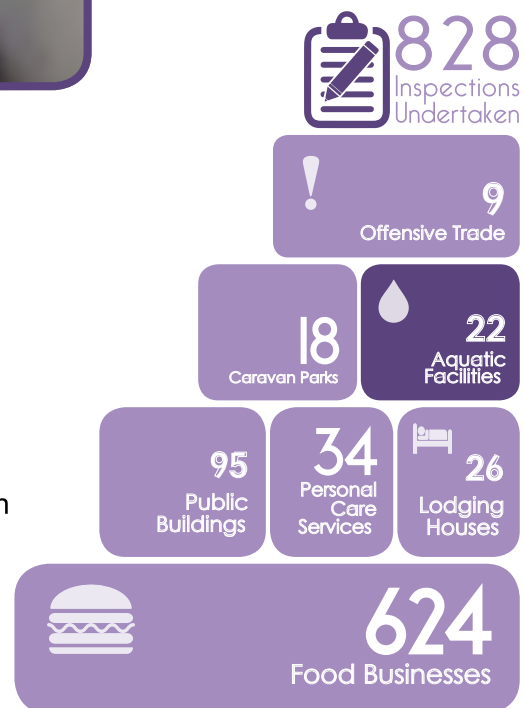 828
Inspections
Undertaken
9
Offensive Trade
18
Caravan Parks
22
Aquatic
Facilities
95
Public
Buildings
34
Personal
Care
Services
26
Lodging
Houses
624
Food Businesses